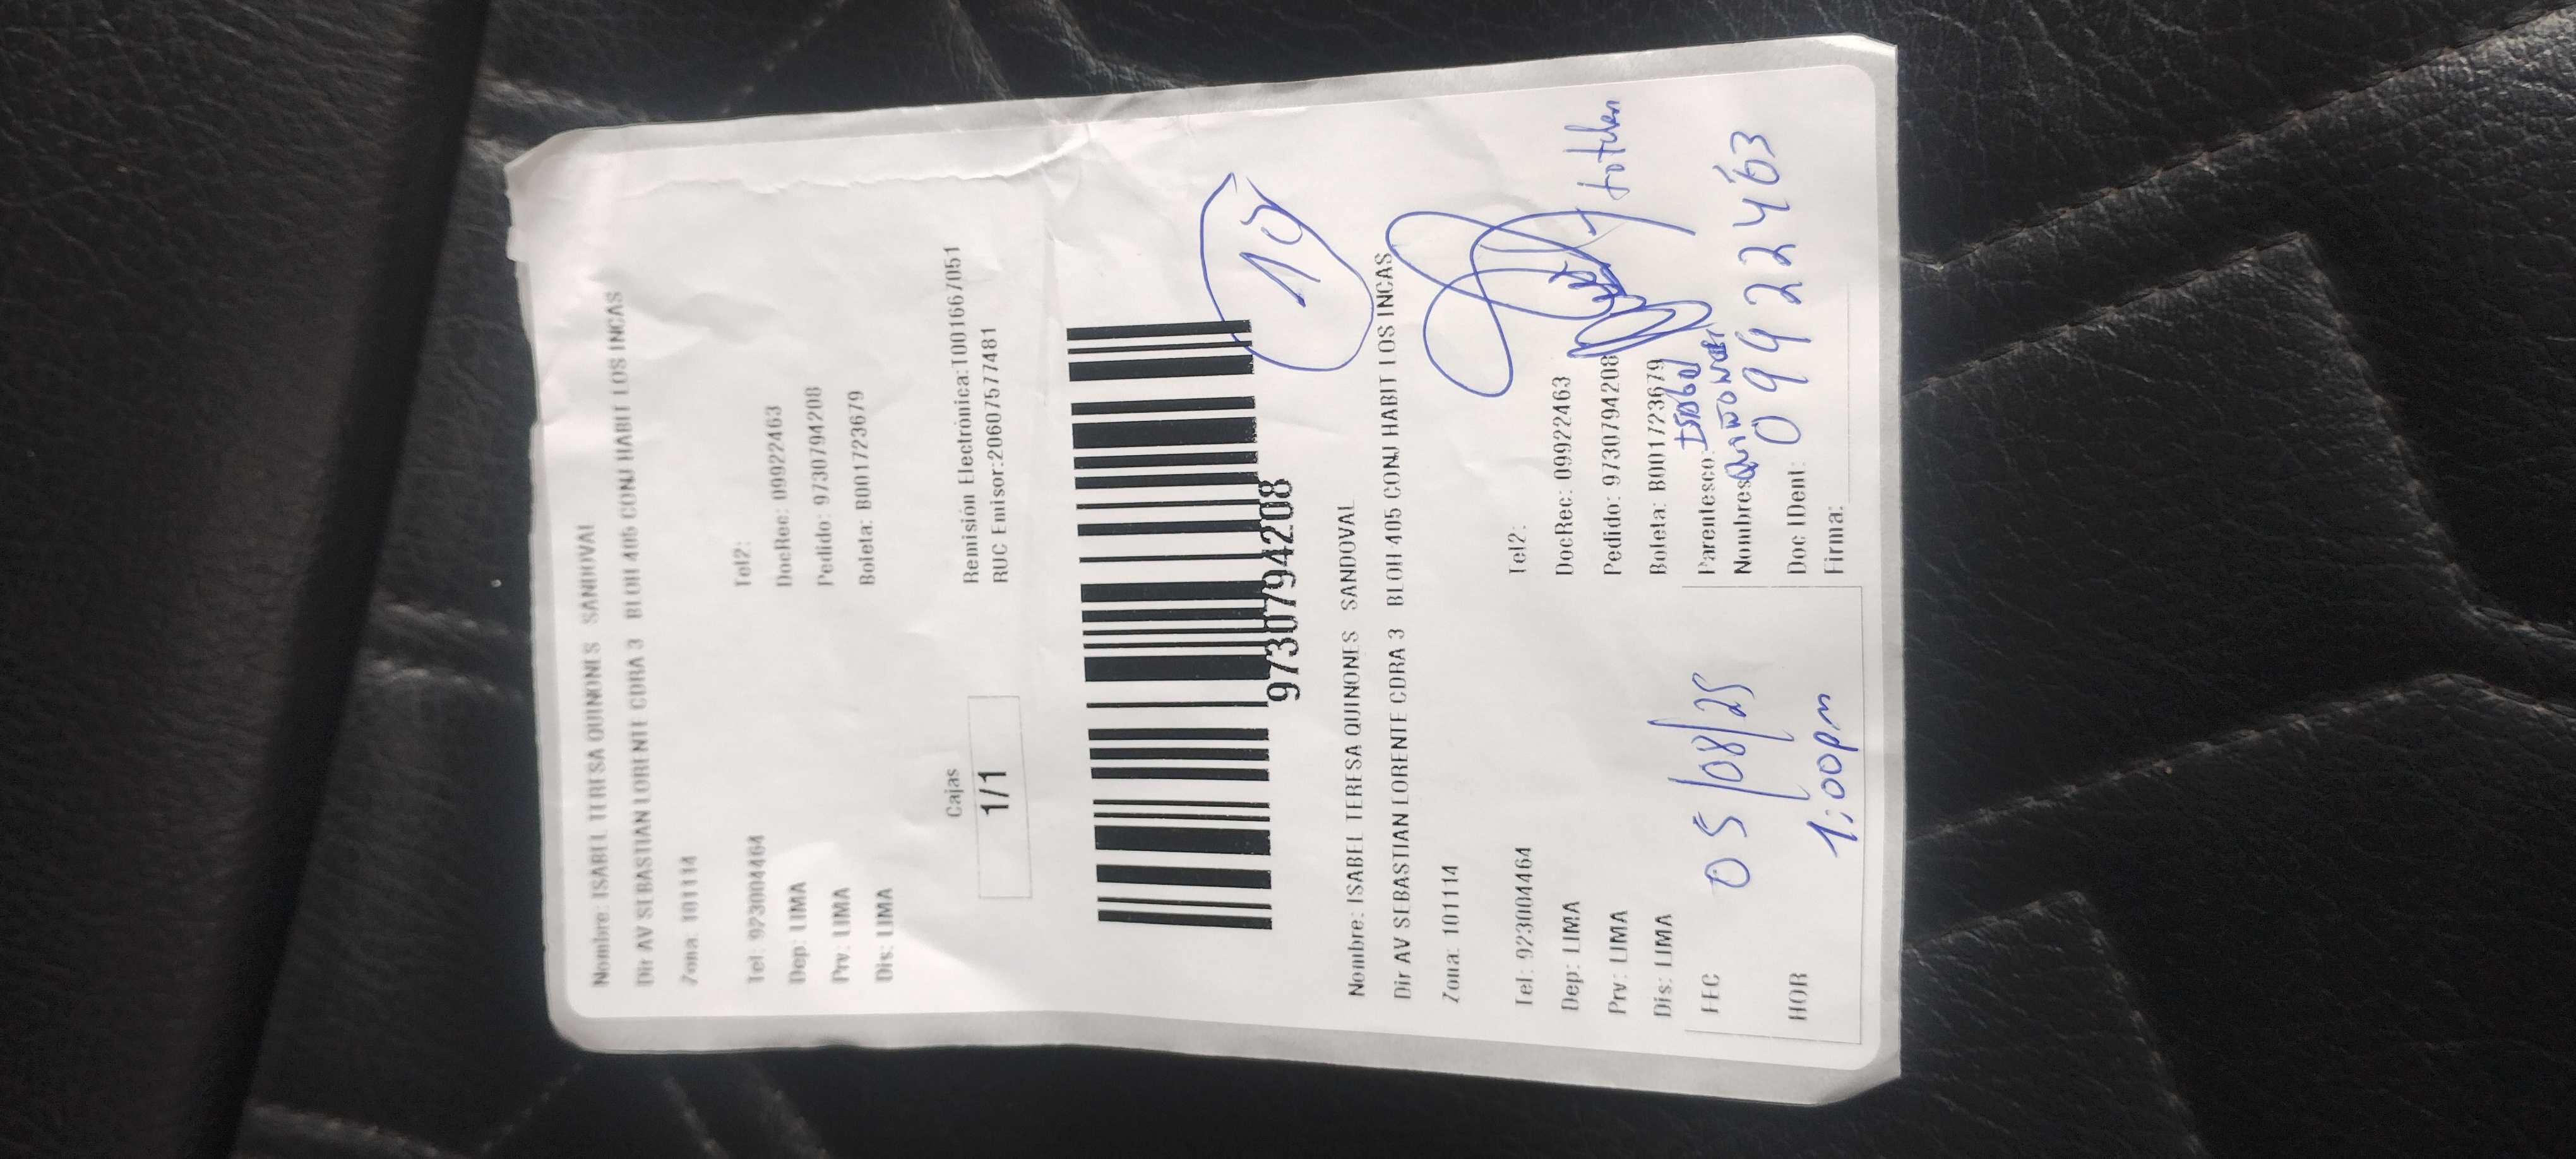 Nombre: ISABEL TERESA QUINONES SANDOVAL
Dir AV SEBASTIAN LORENTE CDRA 3 BLOH 405 CONJ HABIT LOS INCAS
Zona: 101114
Tel: 923004464 Tel2:
Dep: LIMA DocRec: 09922463
Prv: LIMA Pedido: 9730794208
Dis: LIMA Boleta: B001723679
Cajas
1/1
Remisión Electrónica:T001667051
RUC Emisor:20607577481
9730794208
10
Nombre: ISABEL TERESA QUINONES SANDOVAL
Dir AV SEBASTIAN LORENTE CDRA 3 BLOH 405 CONJ HABIT LOS INCAS
Zona: 101114
Tel: 923004464 Tel2:
Dep: LIMA DocRec: 09922463
Prv: LIMA Pedido: 9730794208
Dis: LIMA Boleta: B001723679
FEC 05/08/25
Parentesco: Isabel
Nombres
HOR 1:00pm
Doc IDent: 09922463
Firma: